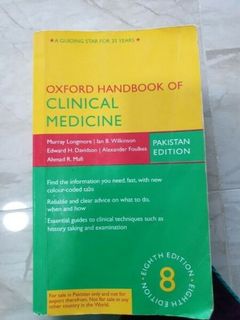 ★ A GUIDING STAR FOR 25 YEARS ★
OXFORD HANDBOOK OF
CLINICAL
MEDICINE
Murray Longmore | Ian B. Wilkinson
Edward H. Davidson | Alexander Foulkes
Ahmad R. Mafi
PAKISTAN
EDITION
Find the information you need, fast, with new
colour-coded tabs
Reliable and clear advice on what to do,
when and how
Essential guides to clinical techniques such as
history taking and examination
EIGHTH EDITION • EIGHTH EDITION •
8
For sale in Pakistan only and not for
export therefrom. Not for sale in any
other country in the World.